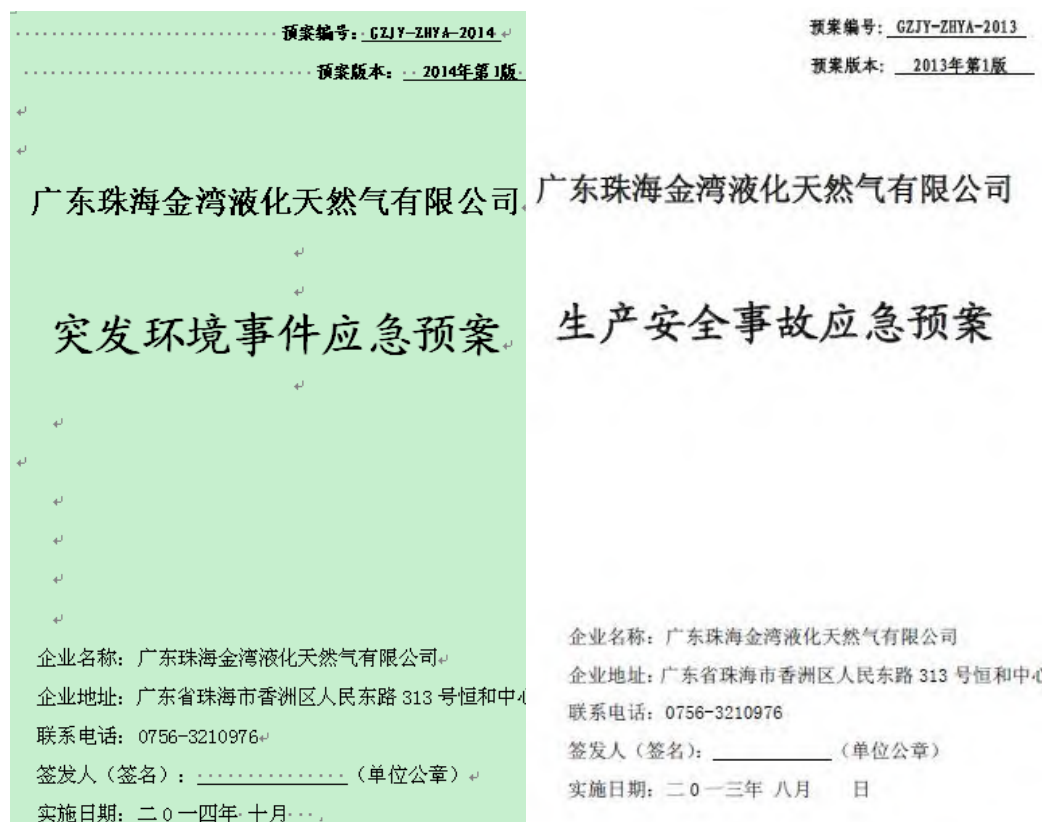 预案编号：GZJY-ZHYA-2014
预案版本： 2014年第1版
广东珠海金湾液化天然气有限公司
突发环境事件应急预案
企业名称：广东珠海金湾液化天然气有限公司
企业地址：广东省珠海市香洲区人民东路 313 号恒和中心
联系电话：0756-3210976
签发人（签名）：（单位公章）
实施日期：二0一四年 十月
预案编号：GZJY-ZHYA-2013
预案版本： 2013年第1版
广东珠海金湾液化天然气有限公司
生产安全事故应急预案
企业名称：广东珠海金湾液化天然气有限公司
企业地址：广东省珠海市香洲区人民东路 313 号恒和中心
联系电话：0756-3210976
签发人（签名）：（单位公章）
实施日期：二0一三年 八月 日